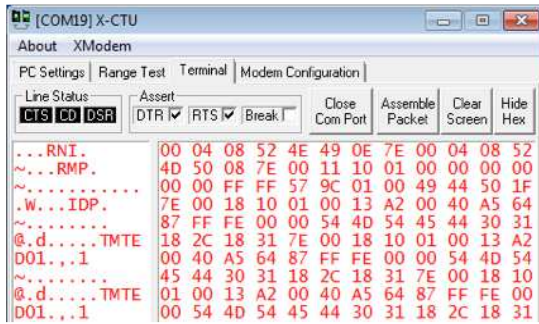 [COM19] X-CTU
About XModem
PC Settings Range Test Terminal Modem Configuration
Line Status Assert
CTS CD DSR DTR RTS Break Close Com Port Assemble Packet Clear Screen Hide Hex
...RNI. 00 04 08 52 4E 49 0E 7E 00 04 08 52
~...RMP. 4D 50 08 7E 00 11 10 01 00 00 00 00
~........... 00 00 FF FF 57 9C 01 00 49 44 50 1F
.W...IDP. 7E 00 18 10 01 00 13 A2 00 40 A5 64
~........ 87 FF FE 00 00 54 4D 54 45 44 30 31
@.d.....TMTE 18 2C 18 31 7E 00 18 10 01 00 13 A2
D01.,.1 00 40 A5 64 87 FF FE 00 00 54 4D 54
~........ 45 44 30 31 18 2C 18 31 7E 00 18 10
@.d.....TMTE 01 00 13 A2 00 40 A5 64 87 FF FE 00
D01.,.1 00 54 4D 54 45 44 30 31 18 2C 18 31